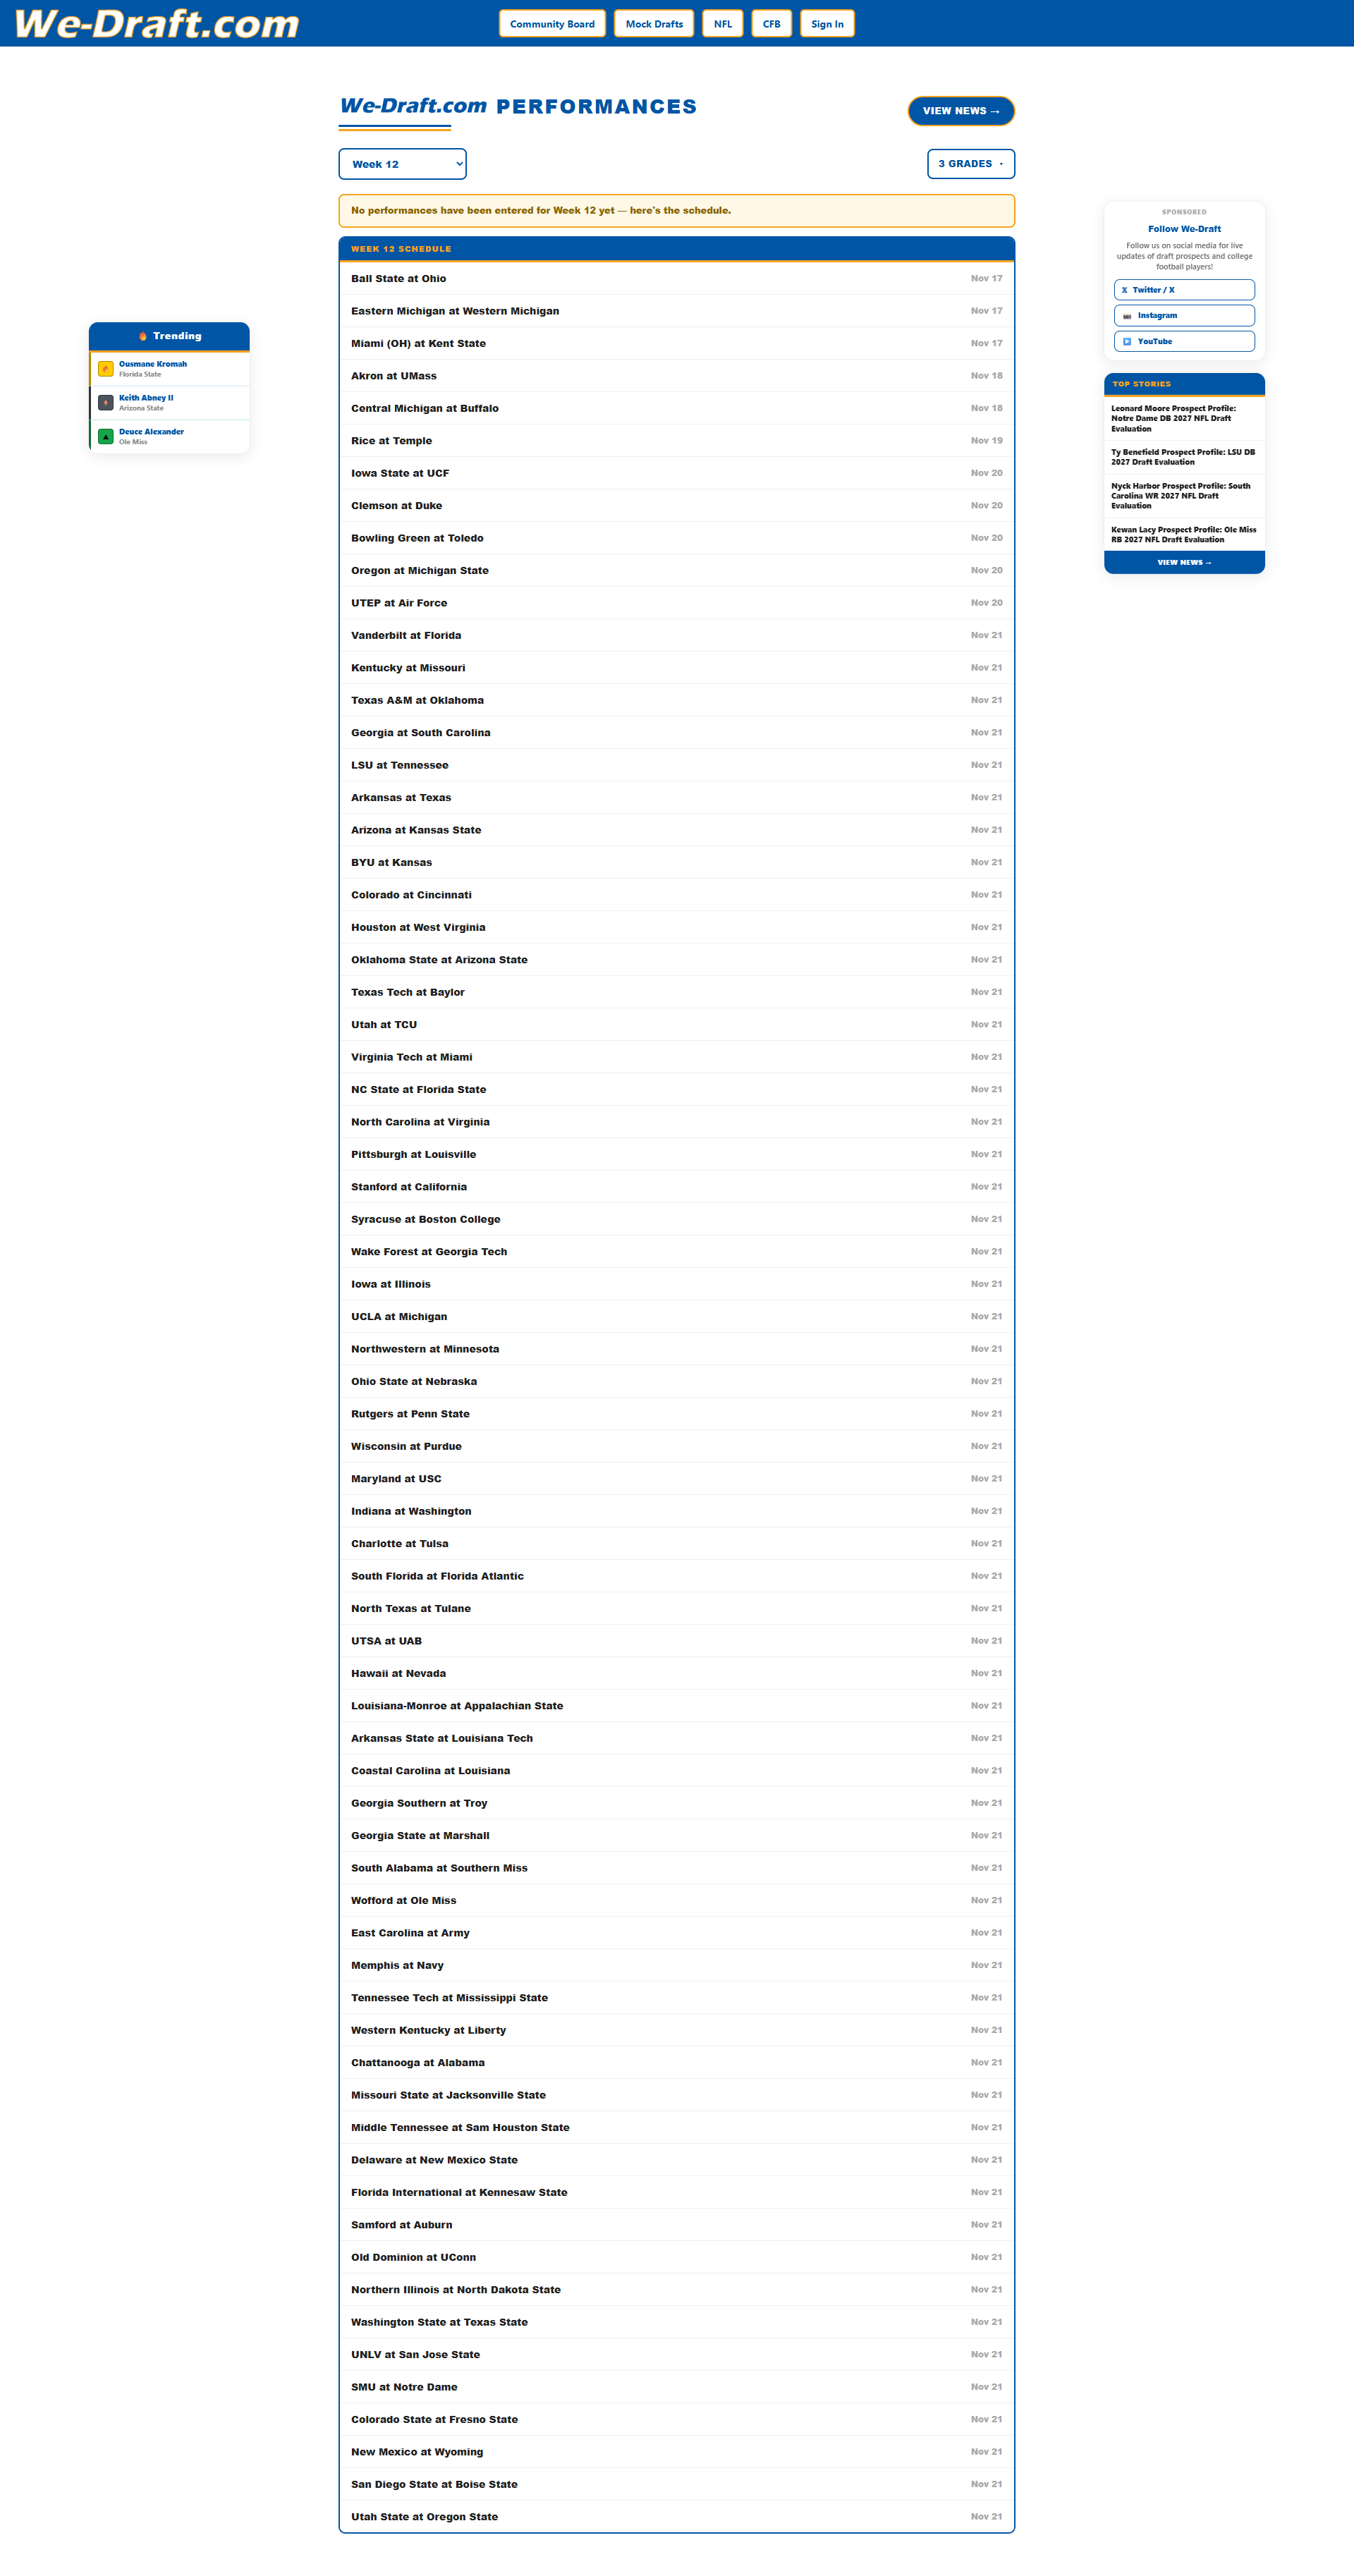 We-Draft.com
Community Board
Mock Drafts
NFL
CFB
Sign In
We-Draft.com PERFORMANCES
VIEW NEWS →
Week 12
3 GRADES
No performances have been entered for Week 12 yet — here's the schedule.
WEEK 12 SCHEDULE
Ball State at Ohio Nov 17
Eastern Michigan at Western Michigan Nov 17
Miami (OH) at Kent State Nov 17
Akron at UMass Nov 18
Central Michigan at Buffalo Nov 18
Rice at Temple Nov 19
Iowa State at UCF Nov 20
Clemson at Duke Nov 20
Bowling Green at Toledo Nov 20
Oregon at Michigan State Nov 20
UTEP at Air Force Nov 20
Vanderbilt at Florida Nov 21
Kentucky at Missouri Nov 21
Texas A&M at Oklahoma Nov 21
Georgia at South Carolina Nov 21
LSU at Tennessee Nov 21
Arkansas at Texas Nov 21
Arizona at Kansas State Nov 21
BYU at Kansas Nov 21
Colorado at Cincinnati Nov 21
Houston at West Virginia Nov 21
Oklahoma State at Arizona State Nov 21
Texas Tech at Baylor Nov 21
Utah at TCU Nov 21
Virginia Tech at Miami Nov 21
NC State at Florida State Nov 21
North Carolina at Virginia Nov 21
Pittsburgh at Louisville Nov 21
Stanford at California Nov 21
Syracuse at Boston College Nov 21
Wake Forest at Georgia Tech Nov 21
Iowa at Illinois Nov 21
UCLA at Michigan Nov 21
Northwestern at Minnesota Nov 21
Ohio State at Nebraska Nov 21
Rutgers at Penn State Nov 21
Wisconsin at Purdue Nov 21
Maryland at USC Nov 21
Indiana at Washington Nov 21
Charlotte at Tulsa Nov 21
South Florida at Florida Atlantic Nov 21
North Texas at Tulane Nov 21
UTSA at UAB Nov 21
Hawaii at Nevada Nov 21
Louisiana-Monroe at Appalachian State Nov 21
Arkansas State at Louisiana Tech Nov 21
Coastal Carolina at Louisiana Nov 21
Georgia Southern at Troy Nov 21
Georgia State at Marshall Nov 21
South Alabama at Southern Miss Nov 21
Wofford at Ole Miss Nov 21
East Carolina at Army Nov 21
Memphis at Navy Nov 21
Tennessee Tech at Mississippi State Nov 21
Western Kentucky at Liberty Nov 21
Chattanooga at Alabama Nov 21
Missouri State at Jacksonville State Nov 21
Middle Tennessee at Sam Houston State Nov 21
Delaware at New Mexico State Nov 21
Florida International at Kennesaw State Nov 21
Samford at Auburn Nov 21
Old Dominion at UConn Nov 21
Northern Illinois at North Dakota State Nov 21
Washington State at Texas State Nov 21
UNLV at San Jose State Nov 21
SMU at Notre Dame Nov 21
Colorado State at Fresno State Nov 21
New Mexico at Wyoming Nov 21
San Diego State at Boise State Nov 21
Utah State at Oregon State Nov 21
Trending
Ousmane Kromah
Florida State
Keith Abney II
Arizona State
Deuce Alexander
Ole Miss
SPONSORED
Follow We-Draft
Follow us on social media for live
updates of draft prospects and college
football players!
X Twitter / X
Instagram
YouTube
TOP STORIES
Leonard Moore Prospect Profile:
Notre Dame DB 2027 NFL Draft
Evaluation
Ty Benefield Prospect Profile: LSU DB
2027 Draft Evaluation
Nyck Harbor Prospect Profile: South
Carolina WR 2027 NFL Draft
Evaluation
Kewan Lacy Prospect Profile: Ole Miss
RB 2027 NFL Draft Evaluation
VIEW NEWS →